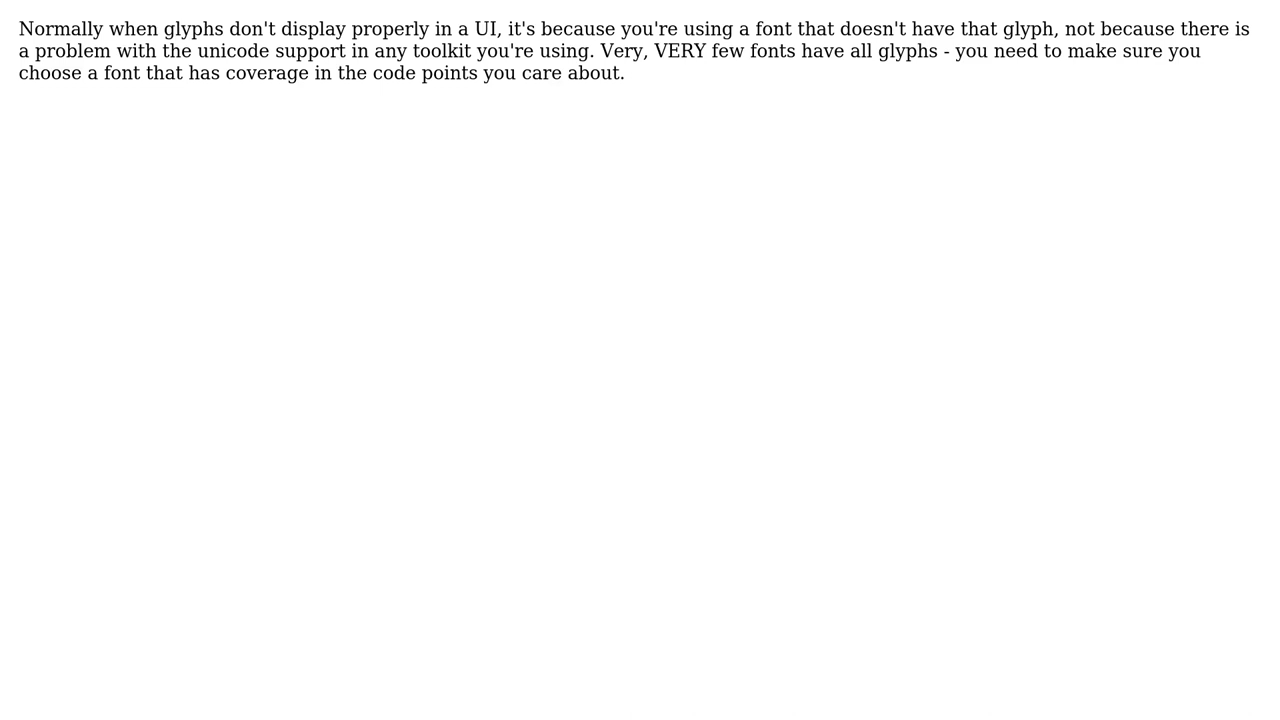 Normally when glyphs don't display properly in a UI, it's because you're using a font that doesn't have that glyph, not because there is
a problem with the unicode support in any toolkit you're using. Very, VERY few fonts have all glyphs - you need to make sure you
choose a font that has coverage in the code points you care about.